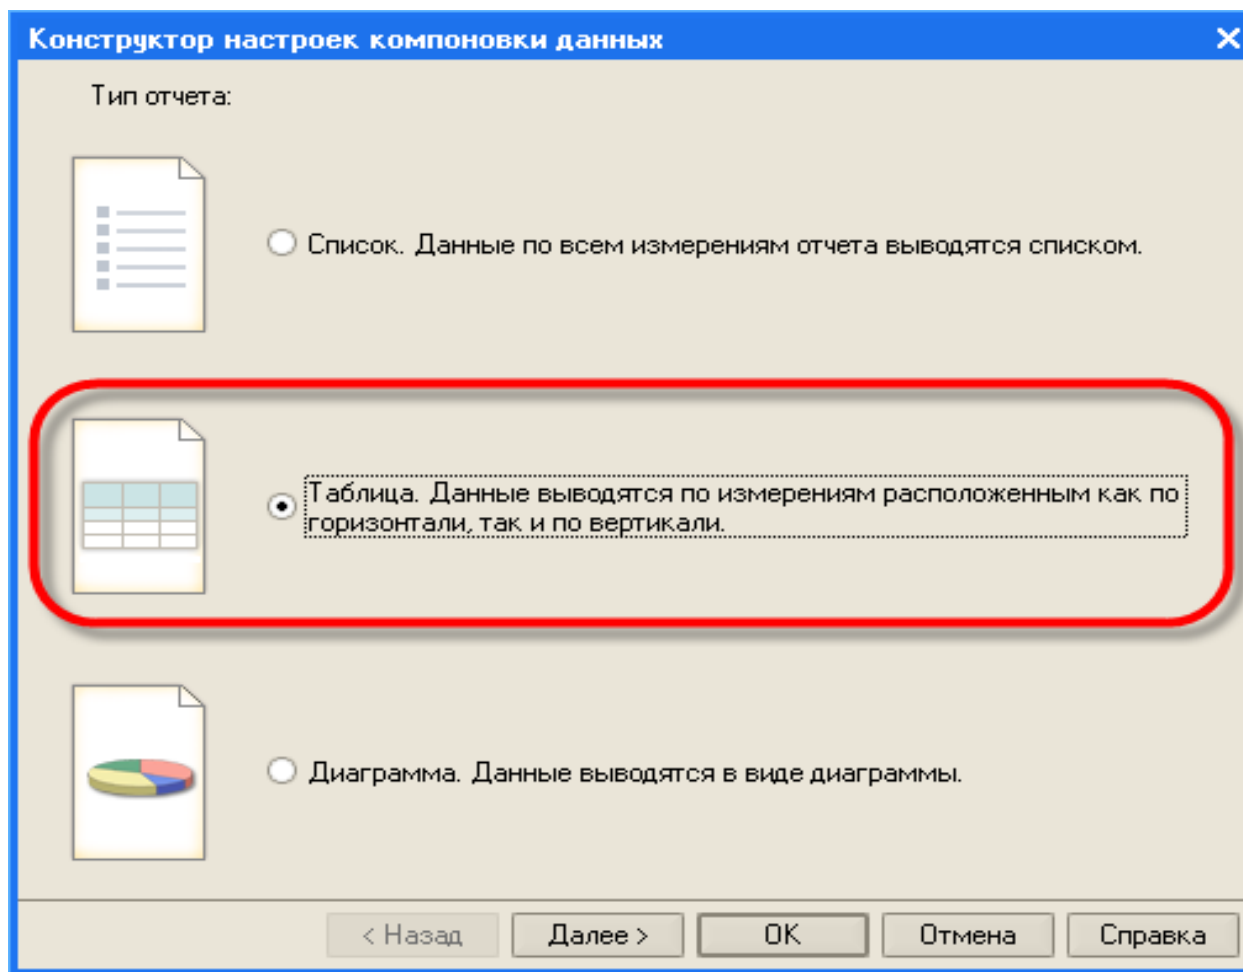 Конструктор настроек компоновки данных
Тип отчета:
Список. Данные по всем измерениям отчета выводятся списком.
Таблица. Данные выводятся по измерениям расположенным как по
горизонтали, так и по вертикали.
Диаграмма. Данные выводятся в виде диаграммы.
< Назад Далее > ОК Отмена Справка